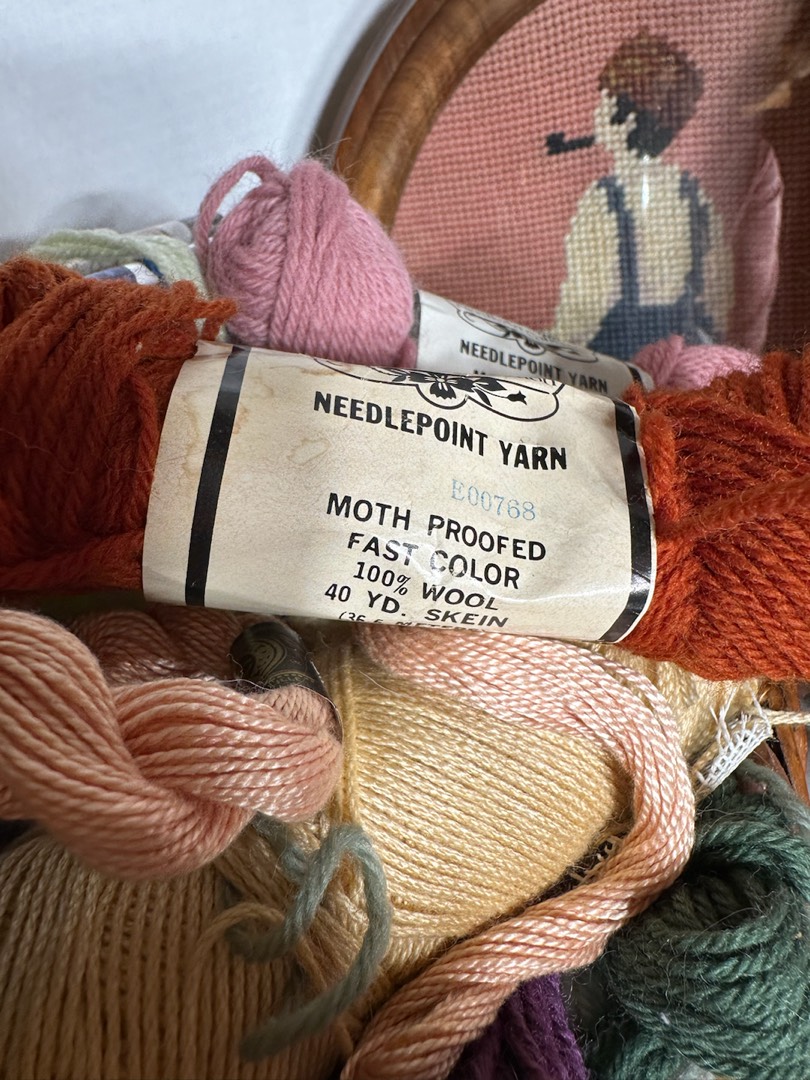 NEEDLEPOINT YARN
NEEDLEPOINT YARN
E00768
MOTH PROOFED
FAST COLOR
100% WOOL
40 YD. SKEIN